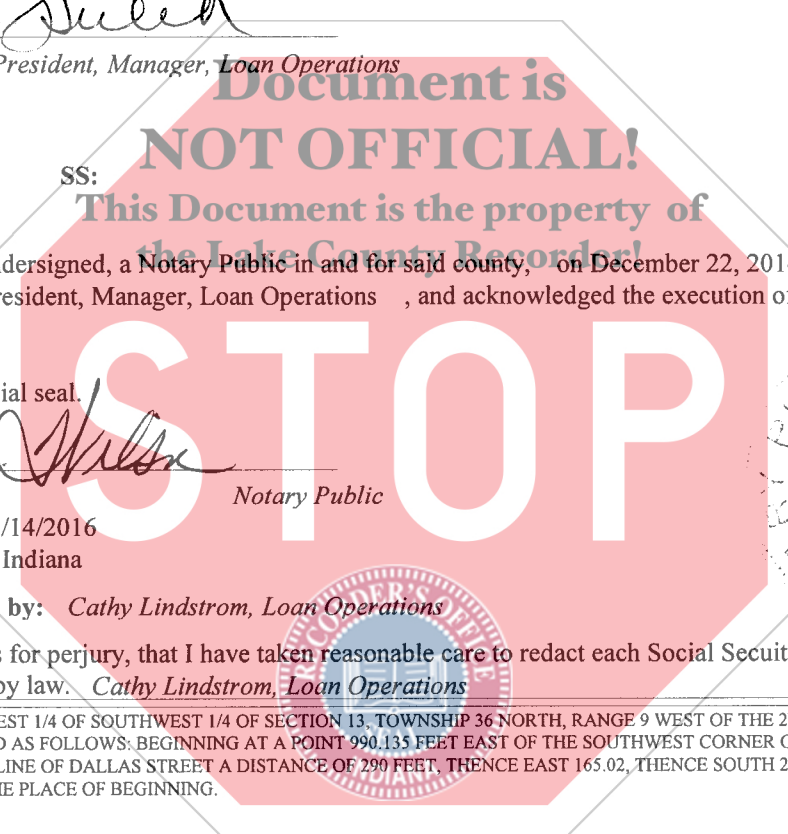 President, Manager, Loan Operations
Document is
NOT OFFICIAL!
SS:
This Document is the property of
the Lake County Recorder!
dersigned, a Notary Public in and for said county, on December 22, 201
resident, Manager, Loan Operations , and acknowledged the execution o
STOP
ial seal.
Wilson
Notary Public
/14/2016
Indiana
by: Cathy Lindstrom, Loan Operations
RECORDER'S OFFICE
s for perjury, that I have taken reasonable care to redact each Social Secuit
by law. Cathy Lindstrom, Loan Operations
EST 1/4 OF SOUTHWEST 1/4 OF SECTION 13, TOWNSHIP 36 NORTH, RANGE 9 WEST OF THE 2
D AS FOLLOWS: BEGINNING AT A POINT 990.135 FEET EAST OF THE SOUTHWEST CORNER O
LINE OF DALLAS STREET A DISTANCE OF 290 FEET, THENCE EAST 165.02, THENCE SOUTH 2
E PLACE OF BEGINNING.
INDIANA